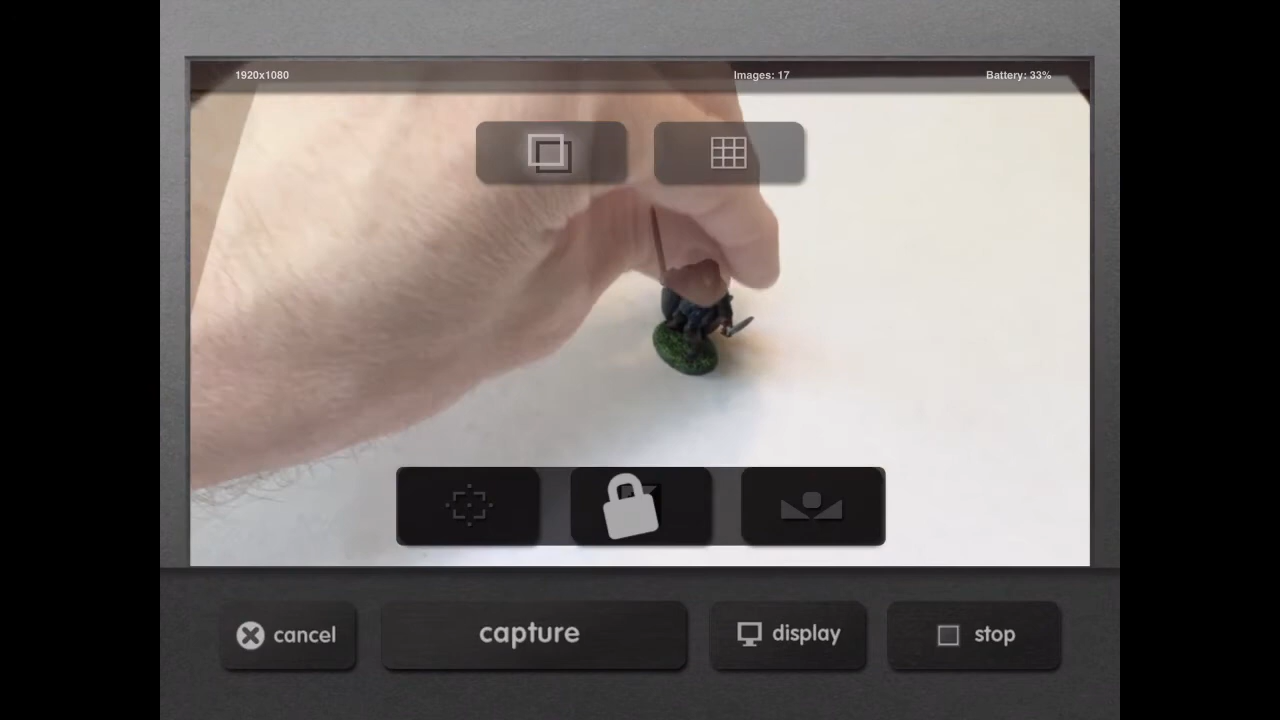 1920x1080
Images: 17
Battery: 33%
cancel
capture
display
stop